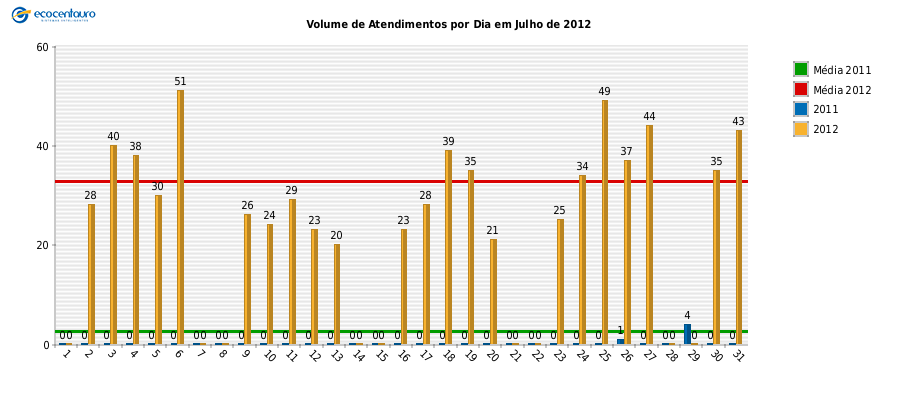 ecocentauro
Volume de Atendimentos por Dia em Julho de 2012
Média 2011
Média 2012
2011
2012
60
40
20
0
0 0 0 28 0 40 0 38 0 30 0 51 0 0 0 0 0 26 0 24 0 29 0 23 0 20 0 0 0 0 0 23 0 28 0 39 0 35 0 21 0 0 0 0 0 25 0 34 0 49 1 37 0 44 0 0 4 0 0 35 0 43
1 2 3 4 5 6 7 8 9 10 11 12 13 14 15 16 17 18 19 20 21 22 23 24 25 26 27 28 29 30 31